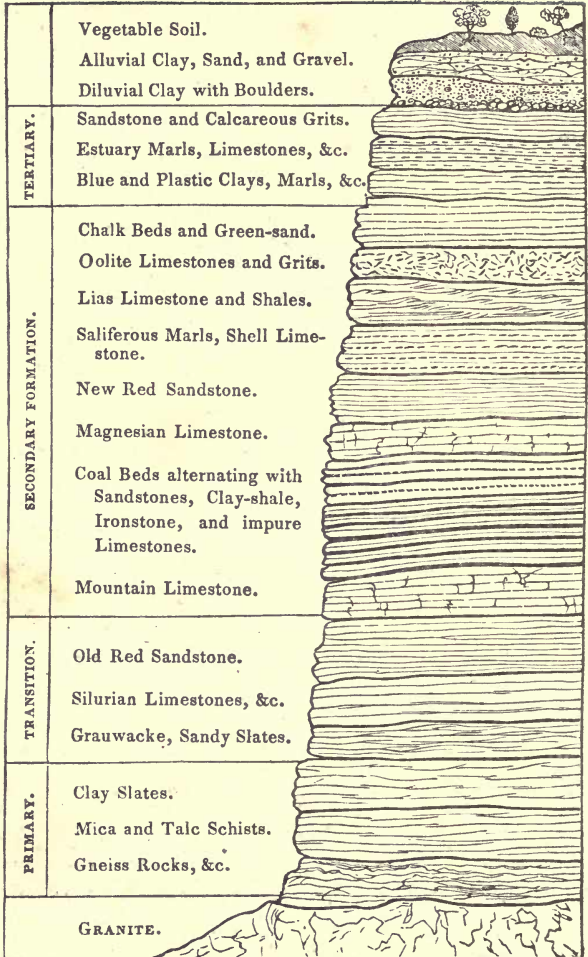 Vegetable Soil.
Alluvial Clay, Sand, and Gravel.
Diluvial Clay with Boulders.
TERTIARY.
Sandstone and Calcareous Grits.
Estuary Marls, Limestones, &c.
Blue and Plastic Clays, Marls, &c.
SECONDARY FORMATION.
Chalk Beds and Green-sand.
Oolite Limestones and Grits.
Lias Limestone and Shales.
Saliferous Marls, Shell Lime-
stone.
New Red Sandstone.
Magnesian Limestone.
Coal Beds alternating with
Sandstones, Clay-shale,
Ironstone, and impure
Limestones.
Mountain Limestone.
TRANSITION.
Old Red Sandstone.
Silurian Limestones, &c.
Grauwacke, Sandy Slates.
PRIMARY.
Clay Slates.
Mica and Talc Schists.
Gneiss Rocks, &c.
GRANITE.